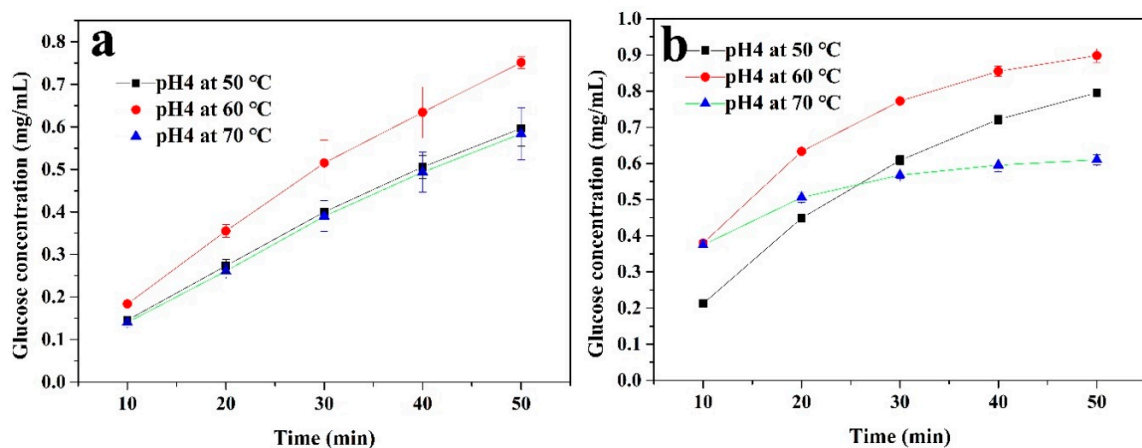 a
pH4 at 50 °C
pH4 at 60 °C
pH4 at 70 °C
Glucose concentration (mg/mL)
0.8
0.7
0.6
0.5
0.4
0.3
0.2
0.1
0.0
10 20 30 40 50
Time (min)
b
pH4 at 50 °C
pH4 at 60 °C
pH4 at 70 °C
Glucose concentration (mg/mL)
1.0
0.9
0.8
0.7
0.6
0.5
0.4
0.3
0.2
0.1
0.0
10 20 30 40 50
Time (min)